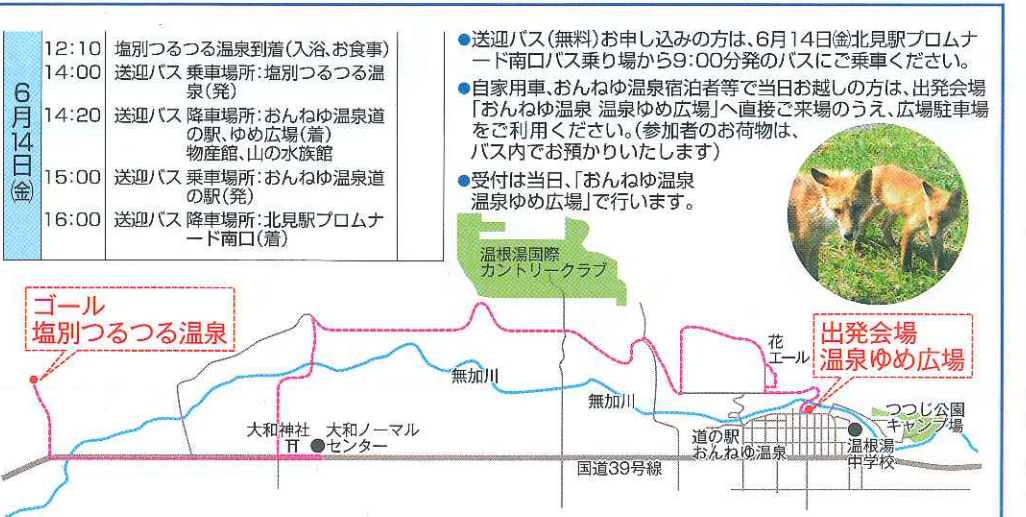 6月14日(金)
12:10 塩別つるつる温泉到着(入浴、お食事)
14:00 送迎バス 乗車場所:塩別つるつる温
泉(発)
14:20 送迎バス 降車場所:おんねゆ温泉道
の駅、ゆめ広場(着)
物産館、山の水族館
15:00 送迎バス 乗車場所:おんねゆ温泉道
の駅(発)
16:00 送迎バス 降車場所:北見駅プロムナ
ード南口(着)
●送迎バス(無料)お申し込みの方は、6月14日㈮北見駅プロムナ
ード南口バス乗り場から9:00分発のバスにご乗車ください。
●自家用車、おんねゆ温泉宿泊者等で当日お越しの方は、出発会場
「おんねゆ温泉 温泉ゆめ広場」へ直接ご来場のうえ、広場駐車場
をご利用ください。(参加者のお荷物は、
バス内でお預かりいたします)
●受付は当日、「おんねゆ温泉
温泉ゆめ広場」で行います。
温根湯国際
カントリークラブ
ゴール
塩別つるつる温泉
出発会場
温泉ゆめ広場
花
エール
無加川
無加川
つつじ公園
キャンプ場
大和神社
大和ノーマル
センター
道の駅
おんねゆ温泉
温根湯
中学校
国道39号線